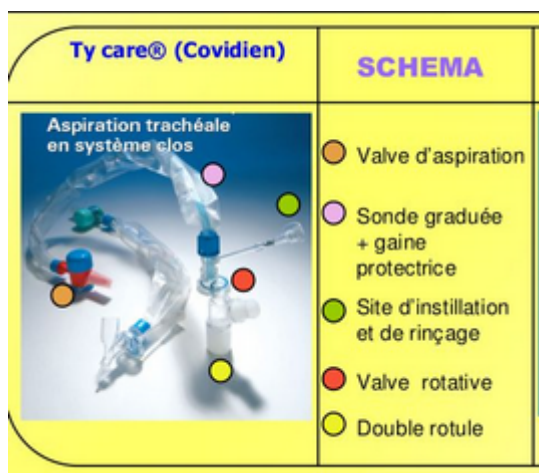 Ty care® (Covidien)
SCHEMA
Aspiration trachéale
en système clos
Valve d'aspiration
Sonde graduée
+ gaine
protectrice
Site d'instillation
et de rinçage
Valve rotative
Double rotule